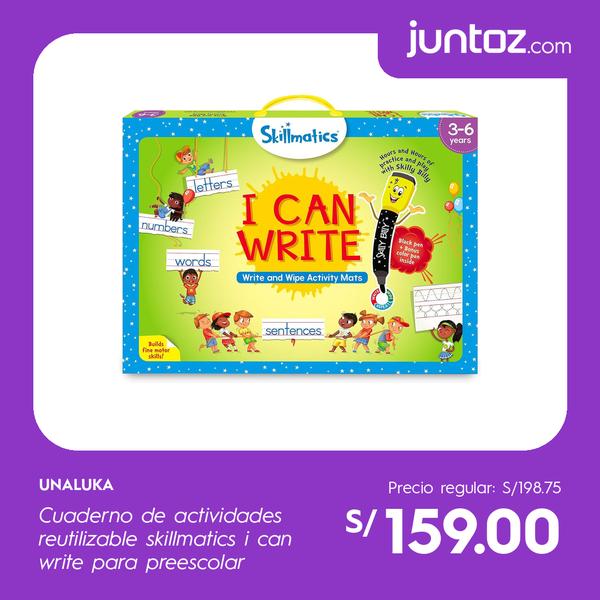 juntoz.com
Skillmatics
3-6
years
Hours and Hours of
practice and play
with Skilly Billy
letters
numbers
words
I CAN
WRITE
Write and Wipe Activity Mats
SKILLY BILLY
Black pen
+ Bonus
color pen
inside
sentences
Builds
fine motor
skills!
UNALUKA
Cuaderno de actividades
reutilizable skillmatics i can
write para preescolar
Precio regular: S/198.75
S/ 159.00